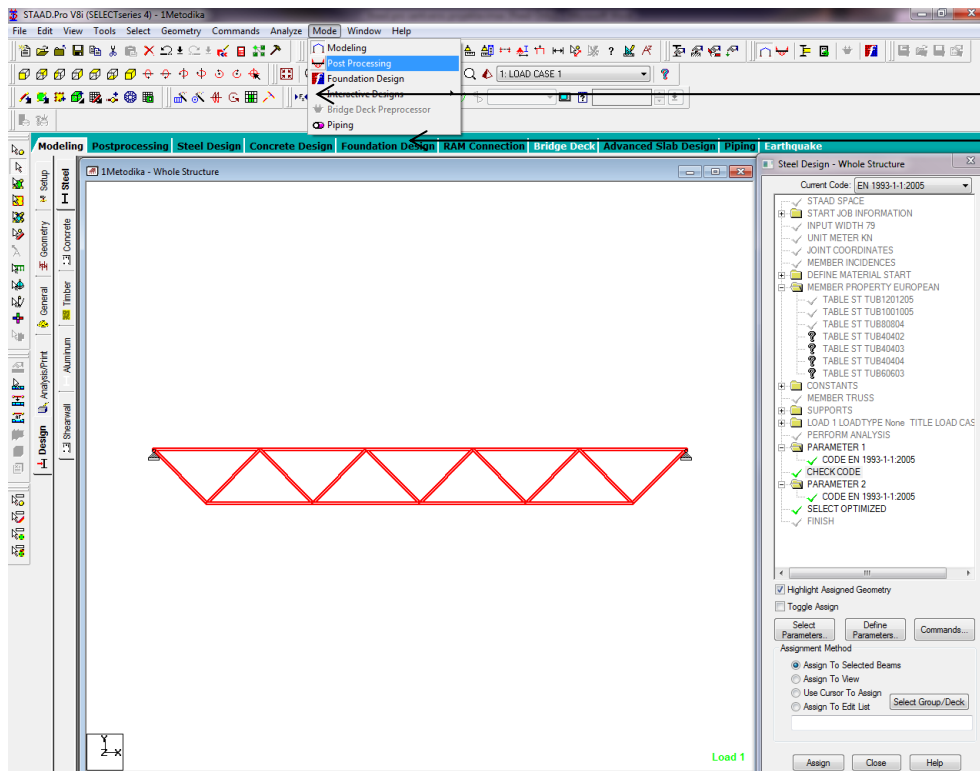 STAAD.Pro V8i (SELECTseries 4) - 1Metodika
File Edit View Tools Select Geometry Commands Analyze Mode Window Help
Modeling
Post Processing
Foundation Design
Interactive Designs
Bridge Deck Preprocessor
Piping
1: LOAD CASE 1
Modeling Postprocessing Steel Design Concrete Design Foundation Design RAM Connection Bridge Deck Advanced Slab Design Piping Earthquake
Setup
Geometry
General
Analysis/Print
Design
Steel
Concrete
Timber
Aluminum
Shearwall
1Metodika - Whole Structure
Y
Z X
Load 1
Steel Design - Whole Structure
Current Code: EN 1993-1-1:2005
STAAD SPACE
START JOB INFORMATION
INPUT WIDTH 79
UNIT METER KN
JOINT COORDINATES
MEMBER INCIDENCES
DEFINE MATERIAL START
MEMBER PROPERTY EUROPEAN
TABLE ST TUB1201205
TABLE ST TUB1001005
TABLE ST TUB80804
TABLE ST TUB40402
TABLE ST TUB40403
TABLE ST TUB40404
TABLE ST TUB60603
CONSTANTS
MEMBER TRUSS
SUPPORTS
LOAD 1 LOADTYPE None TITLE LOAD CAS
PERFORM ANALYSIS
PARAMETER 1
CODE EN 1993-1-1:2005
CHECK CODE
PARAMETER 2
CODE EN 1993-1-1:2005
SELECT OPTIMIZED
FINISH
Highlight Assigned Geometry
Toggle Assign
Select Parameters..
Define Parameters..
Commands...
Assignment Method
Assign To Selected Beams
Assign To View
Use Cursor To Assign
Assign To Edit List
Select Group/Deck
Assign Close Help